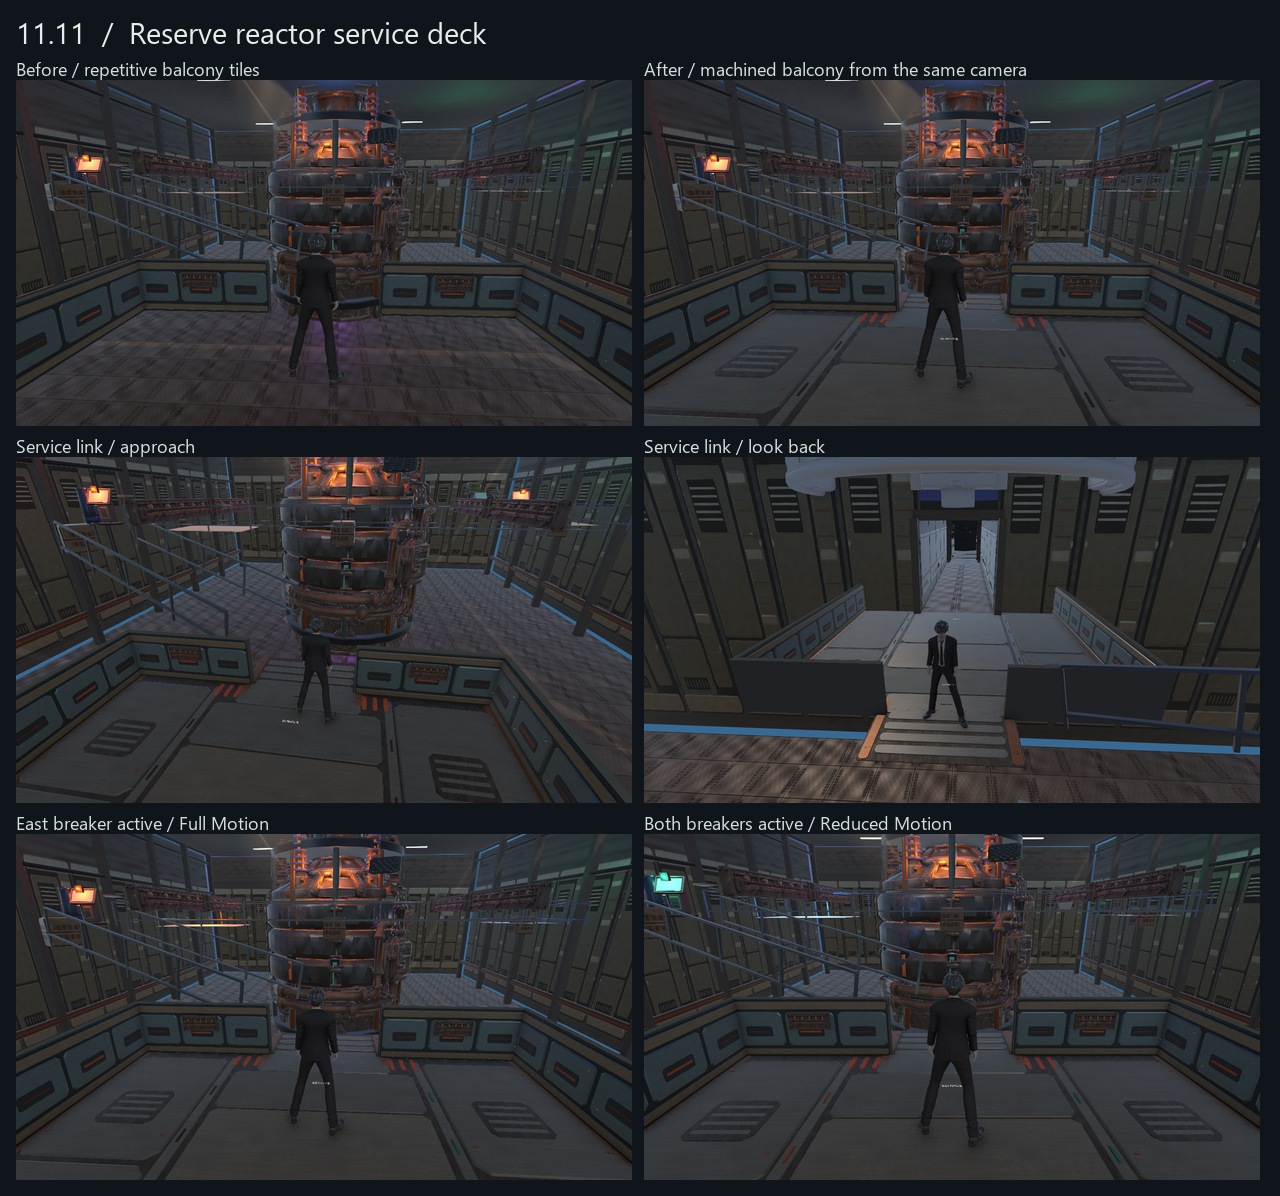 11.11 / Reserve reactor service deck
Before / repetitive balcony tiles
After / machined balcony from the same camera
Service link / approach
Service link / look back
East breaker active / Full Motion
Both breakers active / Reduced Motion